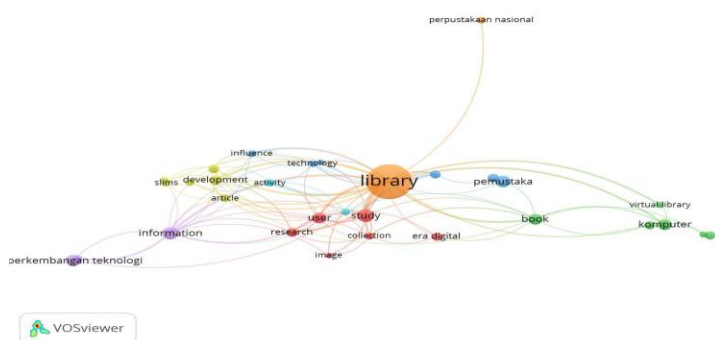 perpustakaan nasional
influence
technology
library
slims
development
activity
pemustaka
article
virtual library
user
study
book
komputer
information
research
collection
era digital
image
perkembangan teknologi
VOSviewer